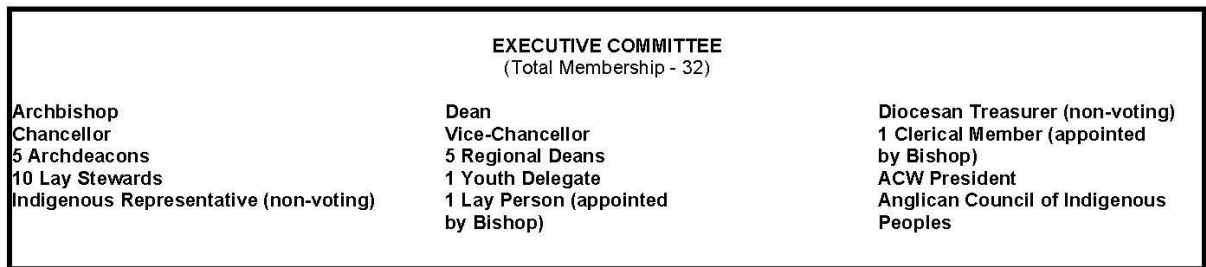 EXECUTIVE COMMITTEE
(Total Membership - 32)
Archbishop
Chancellor
5 Archdeacons
10 Lay Stewards
Indigenous Representative (non-voting)
Dean
Vice-Chancellor
5 Regional Deans
1 Youth Delegate
1 Lay Person (appointed
by Bishop)
Diocesan Treasurer (non-voting)
1 Clerical Member (appointed
by Bishop)
ACW President
Anglican Council of Indigenous
Peoples